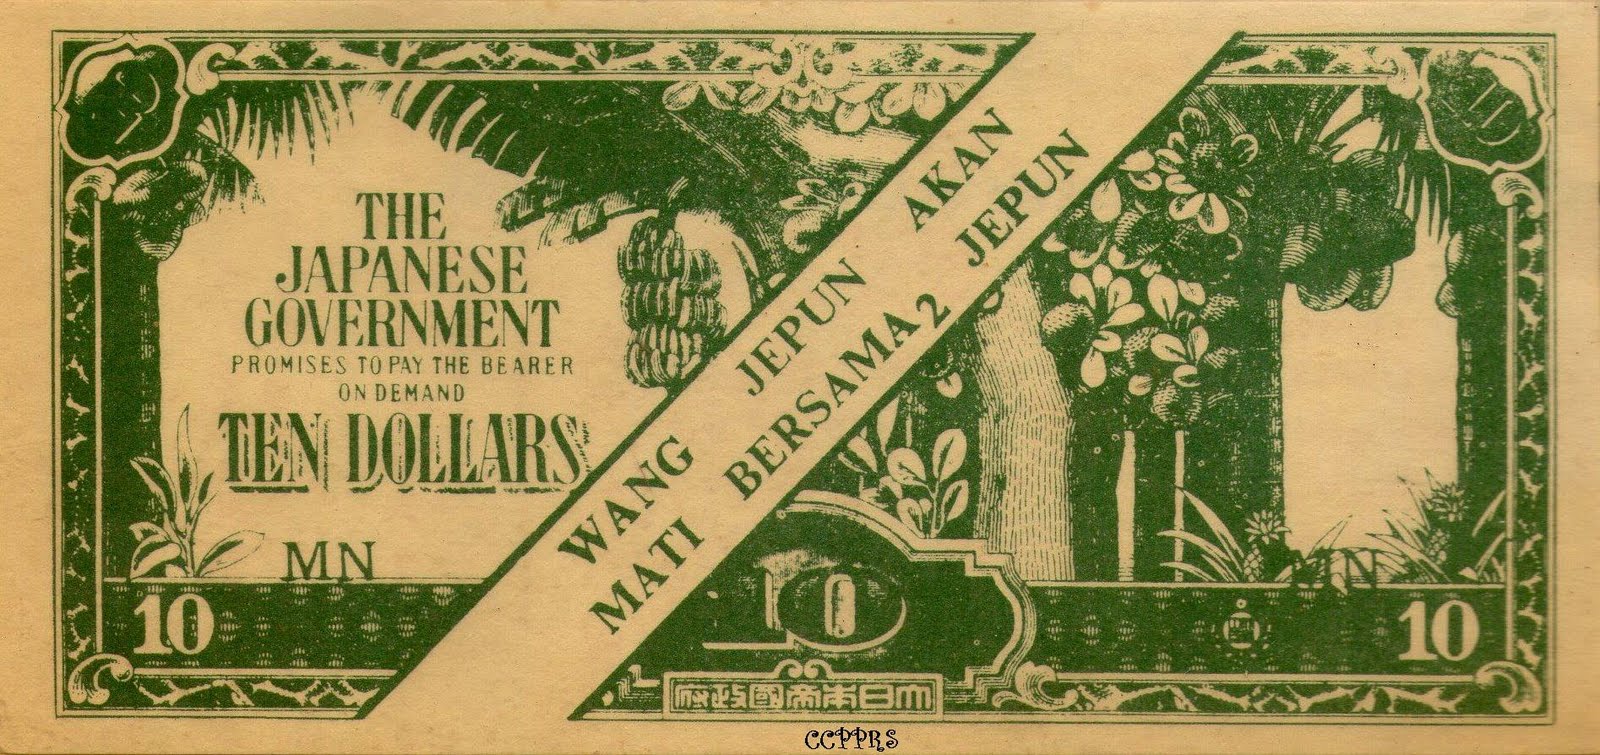 THE
JAPANESE
GOVERNMENT
PROMISES TO PAY THE BEARER
ON DEMAND
TEN DOLLARS
MN
10
WANG JEPUN AKAN
MATI BERSAMA2 JEPUN
10
MN
10
府政國帝本日大
CCPPRS